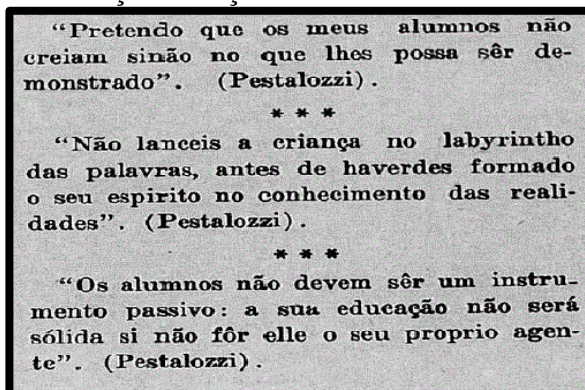 “Pretendo que os meus alumnos não
creiam sinão no que lhes possa sêr de-
monstrado”. (Pestalozzi).
* * *
“Não lanceis a criança no labyrintho
das palavras, antes de haverdes formado
o seu espirito no conhecimento das reali-
dades”. (Pestalozzi).
* * *
“Os alumnos não devem sêr um instru-
mento passivo: a sua educação não será
sólida si não fôr elle o seu proprio agen-
te”. (Pestalozzi).